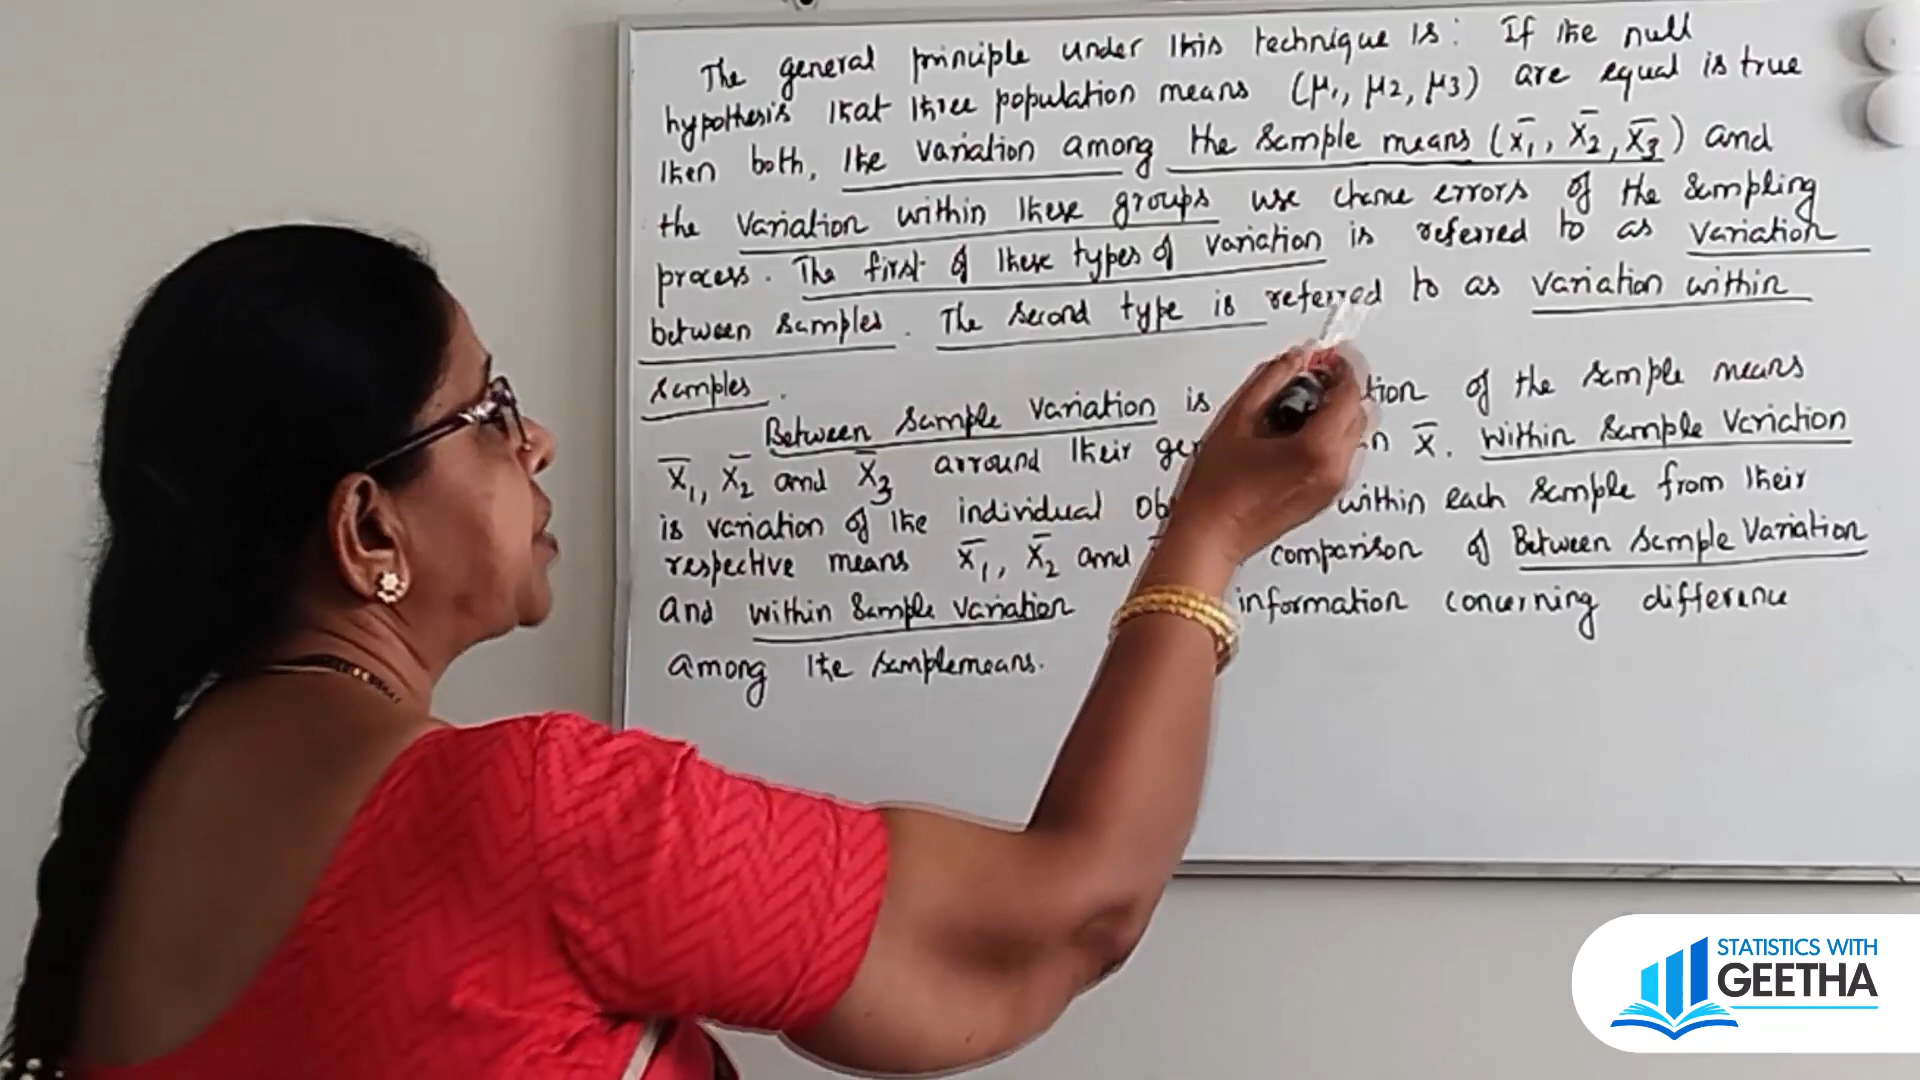 The general principle under this technique is: If the null
hypothesis that three population means (μ1, μ2, μ3) are equal is true
then both, the variation among the sample means (x̄1, x̄2, x̄3) and
the variation within these groups use chance errors of the sampling
process. The first of these types of variation is referred to as variation
between samples. The second type is referred to as variation within
samples.
Between sample variation is tion of the sample means
x̄1, x̄2 and x̄3 arround their gen n x̄. Within sample variation
is variation of the individual Ob within each sample from their
respective means x̄1, x̄2 and comparison of Between sample variation
and within sample variation information concerning difference
among the samplemeans.
STATISTICS WITH
GEETHA